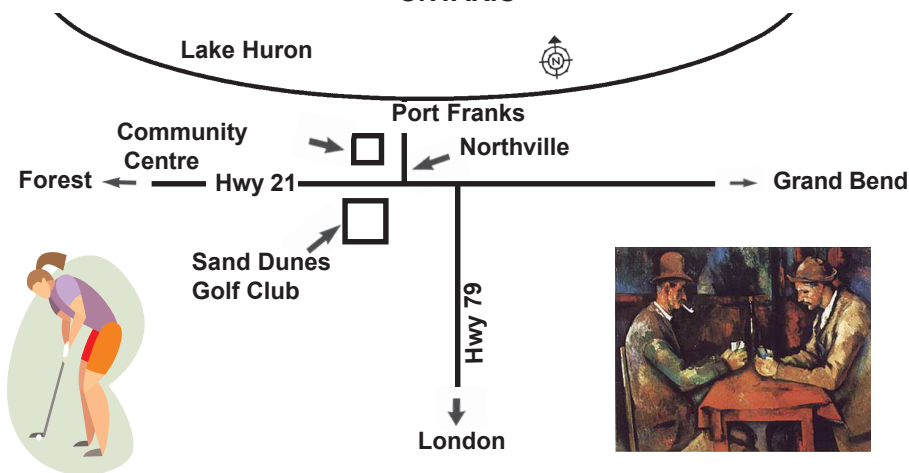 Lake Huron
N
Port Franks
Community
Centre
Northville
Forest
Hwy 21
Grand Bend
Sand Dunes
Golf Club
Hwy 79
London